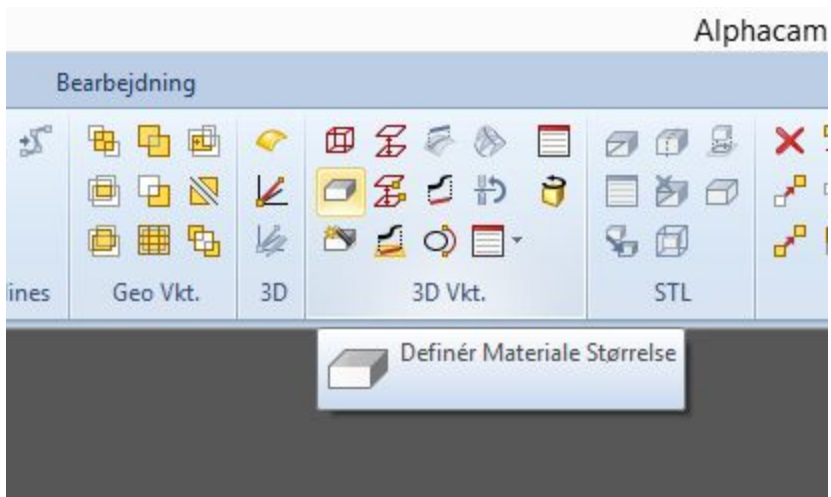 Alphacam
Bearbejdning
ines
Geo Vkt.
3D
3D Vkt.
STL
Definér Materiale Størrelse